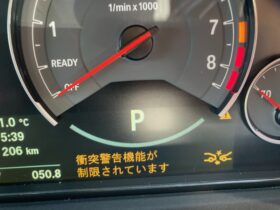 1/min x 1000
1
7
8
READY
OFF
P
70
1.0 °C
5:39
206 km
050.8
衝突警告機能が
制限されています